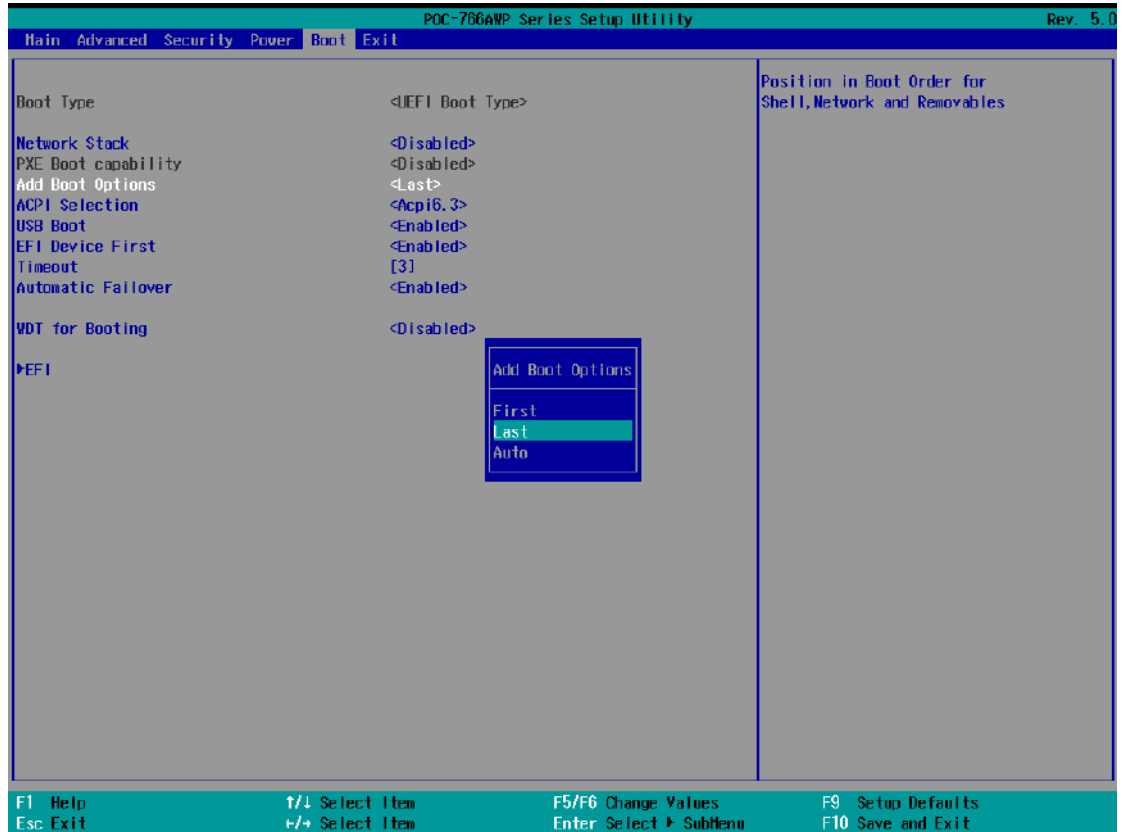 POC-766AWP Series Setup Utility Rev. 5.0
Main Advanced Security Power Boot Exit
Position in Boot Order for
Boot Type <UEFI Boot Type> Shell,Network and Removables
Network Stack <Disabled>
PXE Boot capability <Disabled>
Add Boot Options <Last>
ACPI Selection <Acpi6.3>
USB Boot <Enabled>
EFI Device First <Enabled>
Timeout [3]
Automatic Failover <Enabled>
WDT for Booting <Disabled>
▶EFI
Add Boot Options
First
Last
Auto
F1 Help ↑/↓ Select Item F5/F6 Change Values F9 Setup Defaults
Esc Exit ←/→ Select Item Enter Select ▶ SubMenu F10 Save and Exit